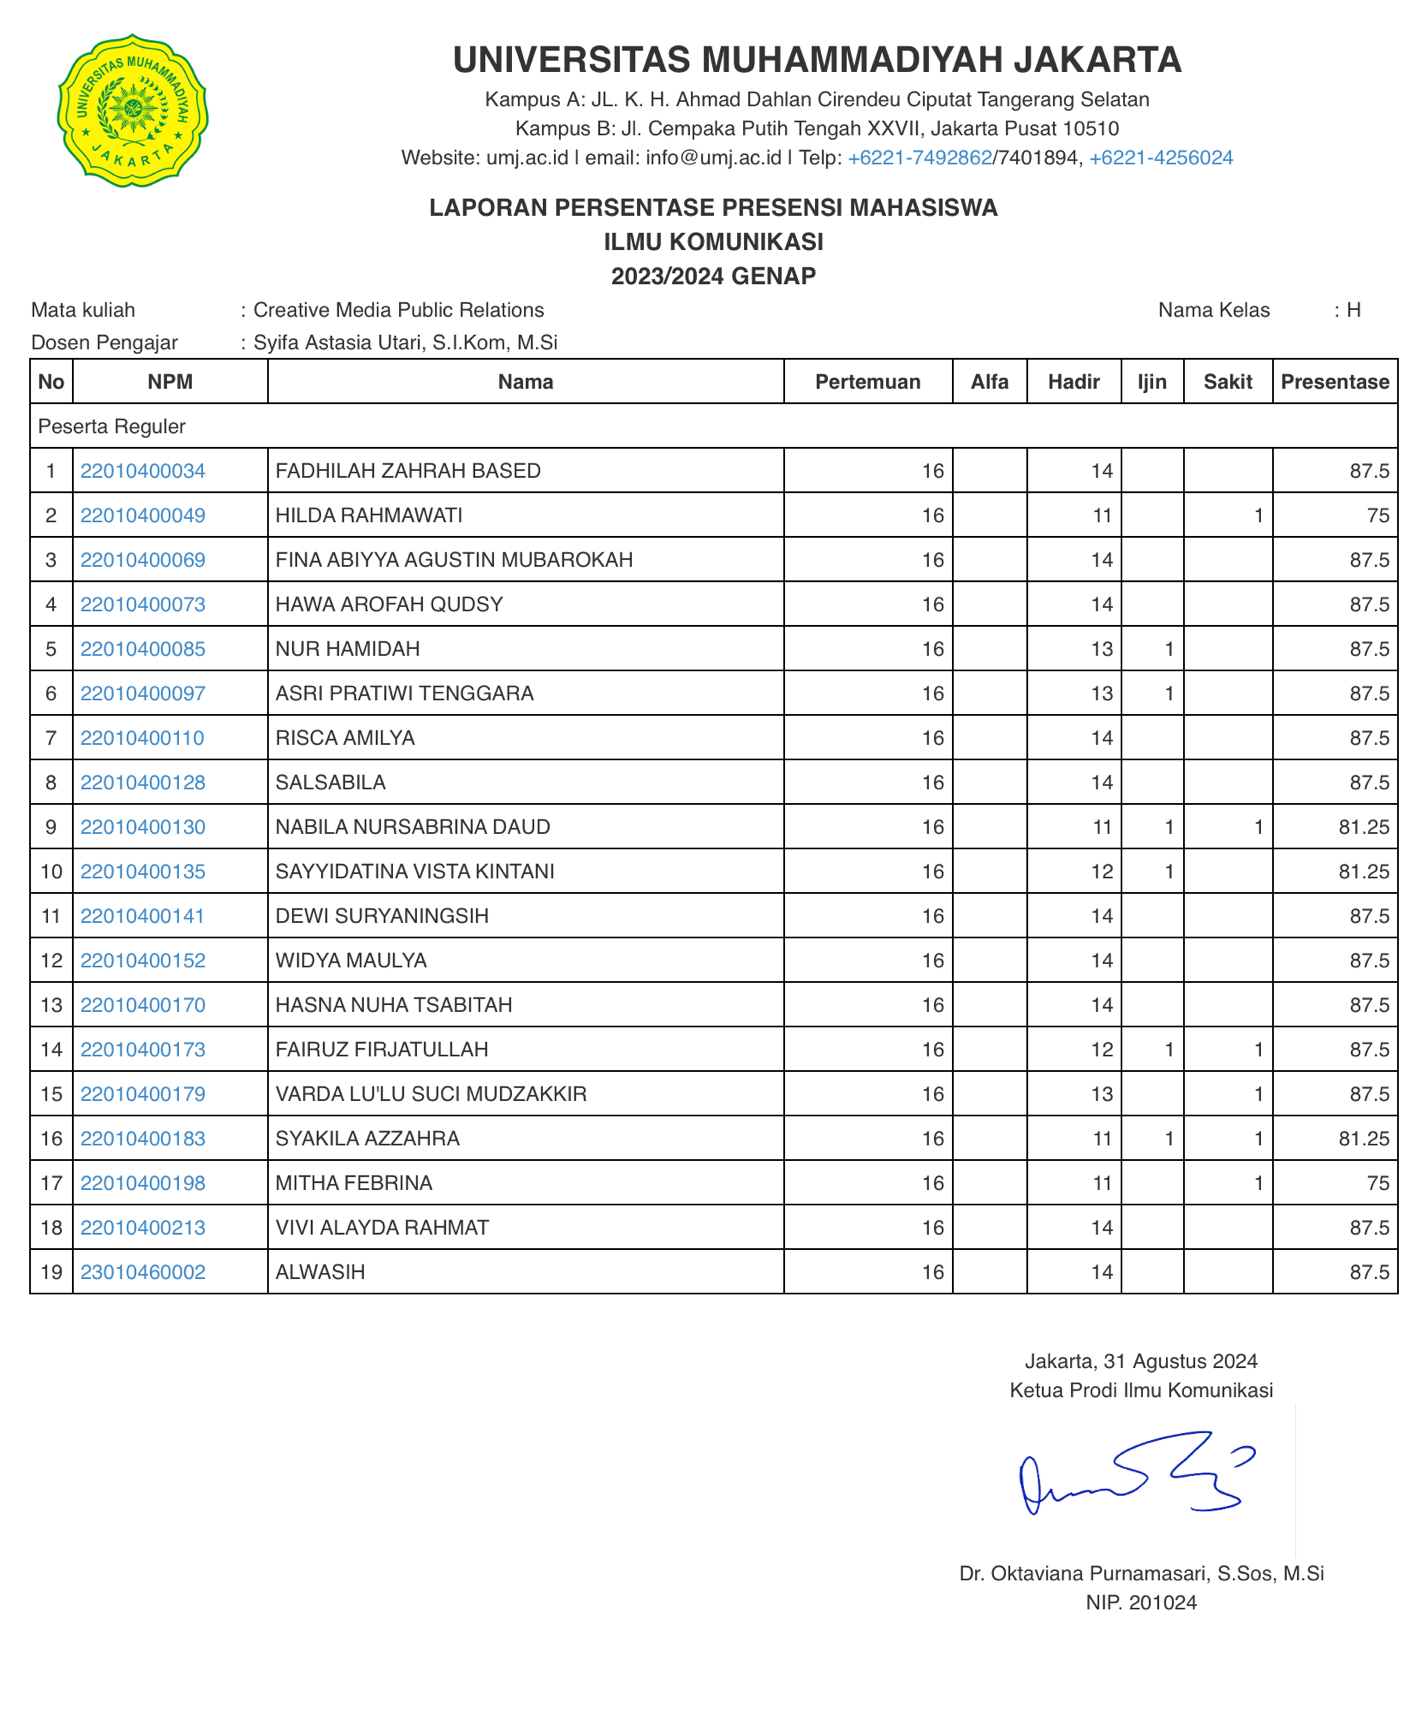 UNIVERSITAS MUHAMMADIYAH
JAKARTA
UNIVERSITAS MUHAMMADIYAH JAKARTA
Kampus A: JL. K. H. Ahmad Dahlan Cirendeu Ciputat Tangerang Selatan
Kampus B: Jl. Cempaka Putih Tengah XXVII, Jakarta Pusat 10510
Website: umj.ac.id | email: info@umj.ac.id | Telp: +6221-7492862/7401894, +6221-4256024
LAPORAN PERSENTASE PRESENSI MAHASISWA
ILMU KOMUNIKASI
2023/2024 GENAP
Mata kuliah : Creative Media Public Relations Nama Kelas : H
Dosen Pengajar : Syifa Astasia Utari, S.I.Kom, M.Si
No NPM Nama Pertemuan Alfa Hadir Ijin Sakit Presentase
Peserta Reguler
1 22010400034 FADHILAH ZAHRAH BASED 16 14 87.5
2 22010400049 HILDA RAHMAWATI 16 11 1 75
3 22010400069 FINA ABIYYA AGUSTIN MUBAROKAH 16 14 87.5
4 22010400073 HAWA AROFAH QUDSY 16 14 87.5
5 22010400085 NUR HAMIDAH 16 13 1 87.5
6 22010400097 ASRI PRATIWI TENGGARA 16 13 1 87.5
7 22010400110 RISCA AMILYA 16 14 87.5
8 22010400128 SALSABILA 16 14 87.5
9 22010400130 NABILA NURSABRINA DAUD 16 11 1 1 81.25
10 22010400135 SAYYIDATINA VISTA KINTANI 16 12 1 81.25
11 22010400141 DEWI SURYANINGSIH 16 14 87.5
12 22010400152 WIDYA MAULYA 16 14 87.5
13 22010400170 HASNA NUHA TSABITAH 16 14 87.5
14 22010400173 FAIRUZ FIRJATULLAH 16 12 1 1 87.5
15 22010400179 VARDA LU'LU SUCI MUDZAKKIR 16 13 1 87.5
16 22010400183 SYAKILA AZZAHRA 16 11 1 1 81.25
17 22010400198 MITHA FEBRINA 16 11 1 75
18 22010400213 VIVI ALAYDA RAHMAT 16 14 87.5
19 23010460002 ALWASIH 16 14 87.5
Jakarta, 31 Agustus 2024
Ketua Prodi Ilmu Komunikasi
Dr. Oktaviana Purnamasari, S.Sos, M.Si
NIP. 201024